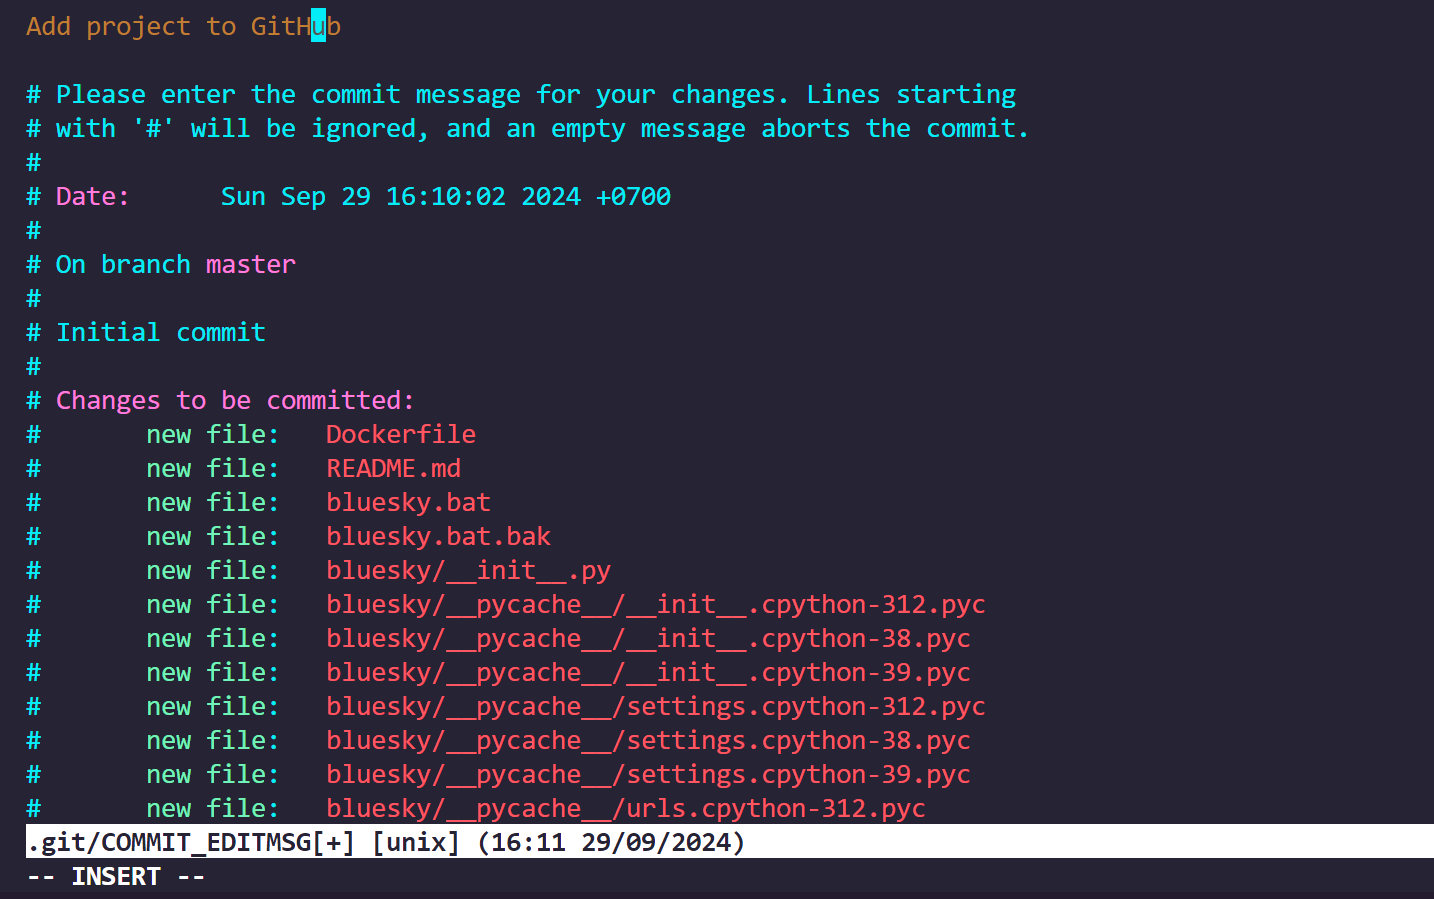 Add project to GitHub
# Please enter the commit message for your changes. Lines starting
# with '#' will be ignored, and an empty message aborts the commit.
#
# Date:      Sun Sep 29 16:10:02 2024 +0700
#
# On branch master
#
# Initial commit
#
# Changes to be committed:
#       new file:   Dockerfile
#       new file:   README.md
#       new file:   bluesky.bat
#       new file:   bluesky.bat.bak
#       new file:   bluesky/__init__.py
#       new file:   bluesky/__pycache__/__init__.cpython-312.pyc
#       new file:   bluesky/__pycache__/__init__.cpython-38.pyc
#       new file:   bluesky/__pycache__/__init__.cpython-39.pyc
#       new file:   bluesky/__pycache__/settings.cpython-312.pyc
#       new file:   bluesky/__pycache__/settings.cpython-38.pyc
#       new file:   bluesky/__pycache__/settings.cpython-39.pyc
#       new file:   bluesky/__pycache__/urls.cpython-312.pyc
.git/COMMIT_EDITMSG[+] [unix] (16:11 29/09/2024)
-- INSERT --